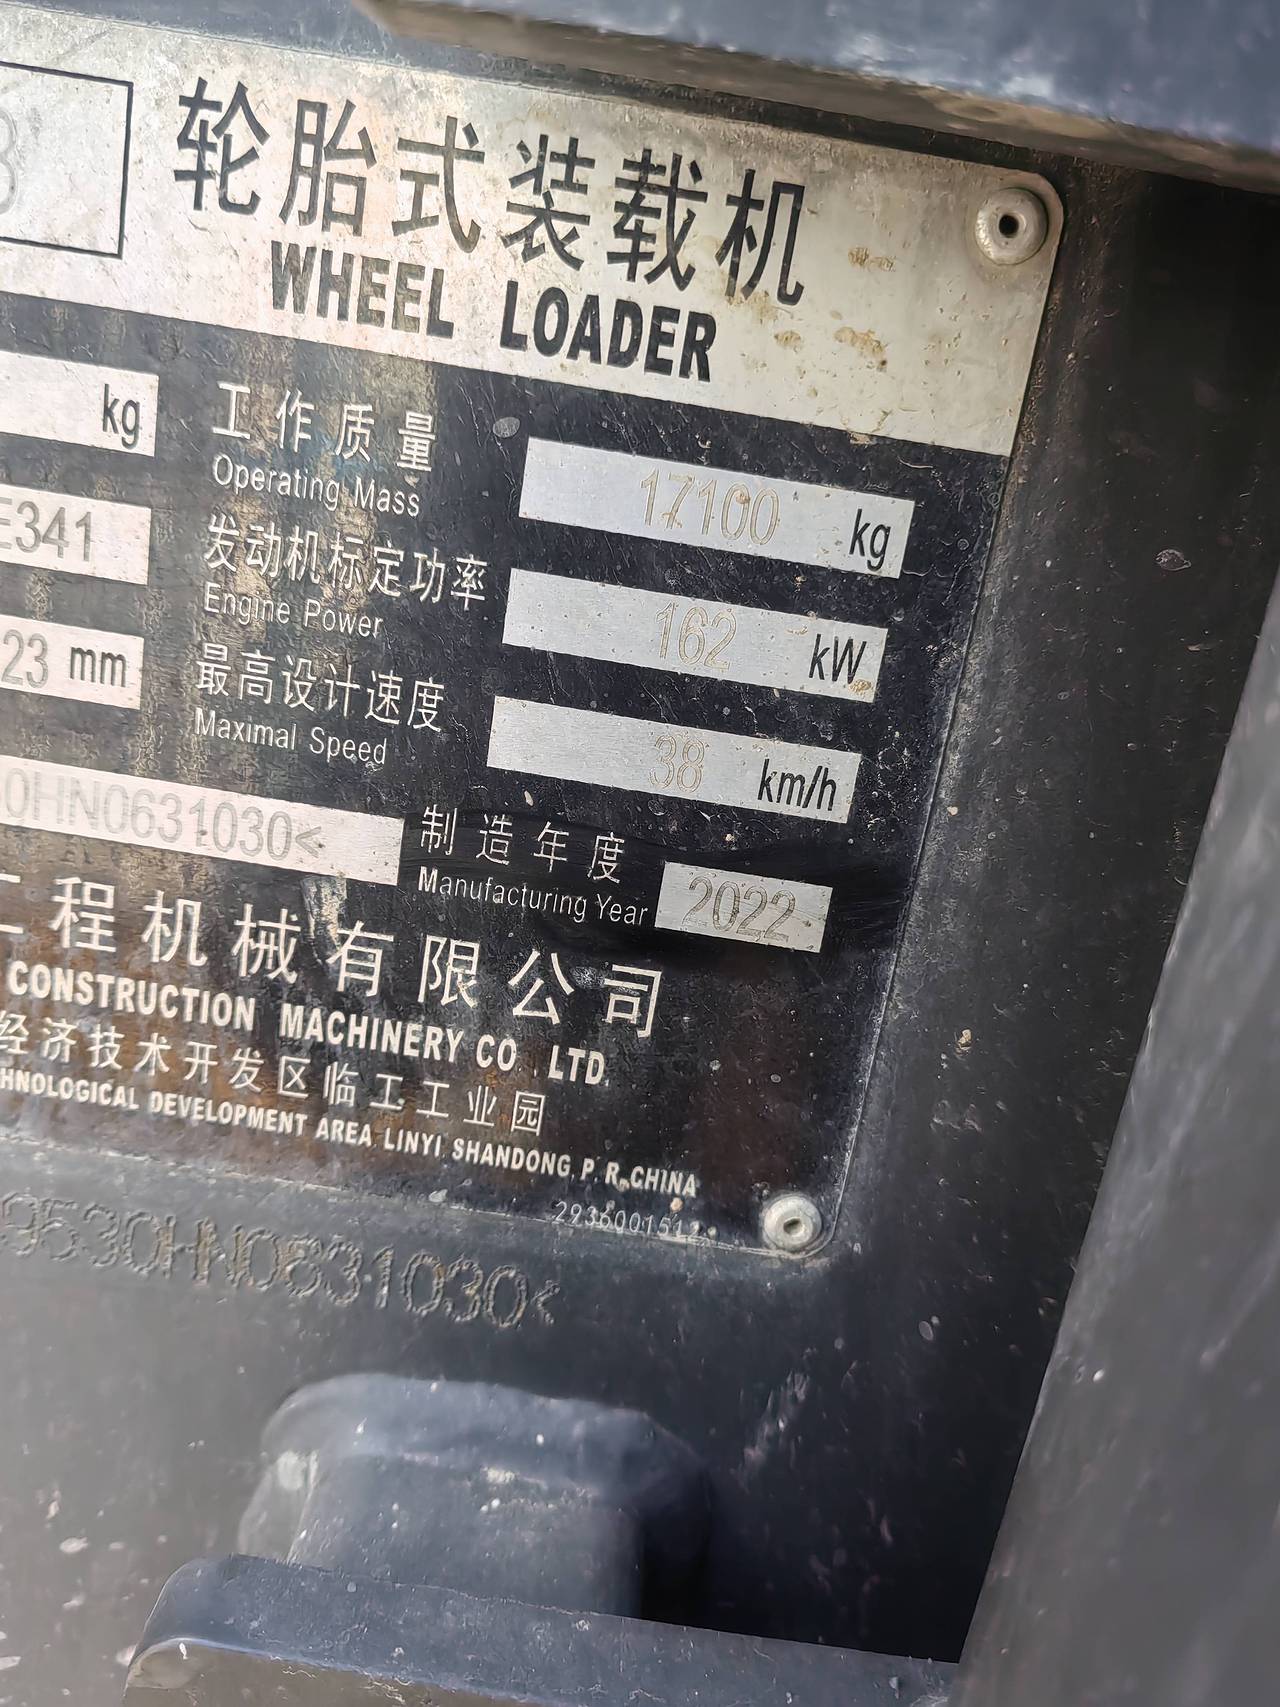 轮胎式装载机
WHEEL LOADER
kg
工作质量
Operating Mass
17100 kg
E341
发动机标定功率
Engine Power
162 kW
23 mm
最高设计速度
Maximal Speed
38 km/h
0HN0631030<
制造年度
Manufacturing Year
2022
工程机械有限公司
CONSTRUCTION MACHINERY CO., LTD.
经济技术开发区临工工业园
HNOLOGICAL DEVELOPMENT AREA, LINYI, SHANDONG, P. R. CHINA
2936001512
9530HN0631030<